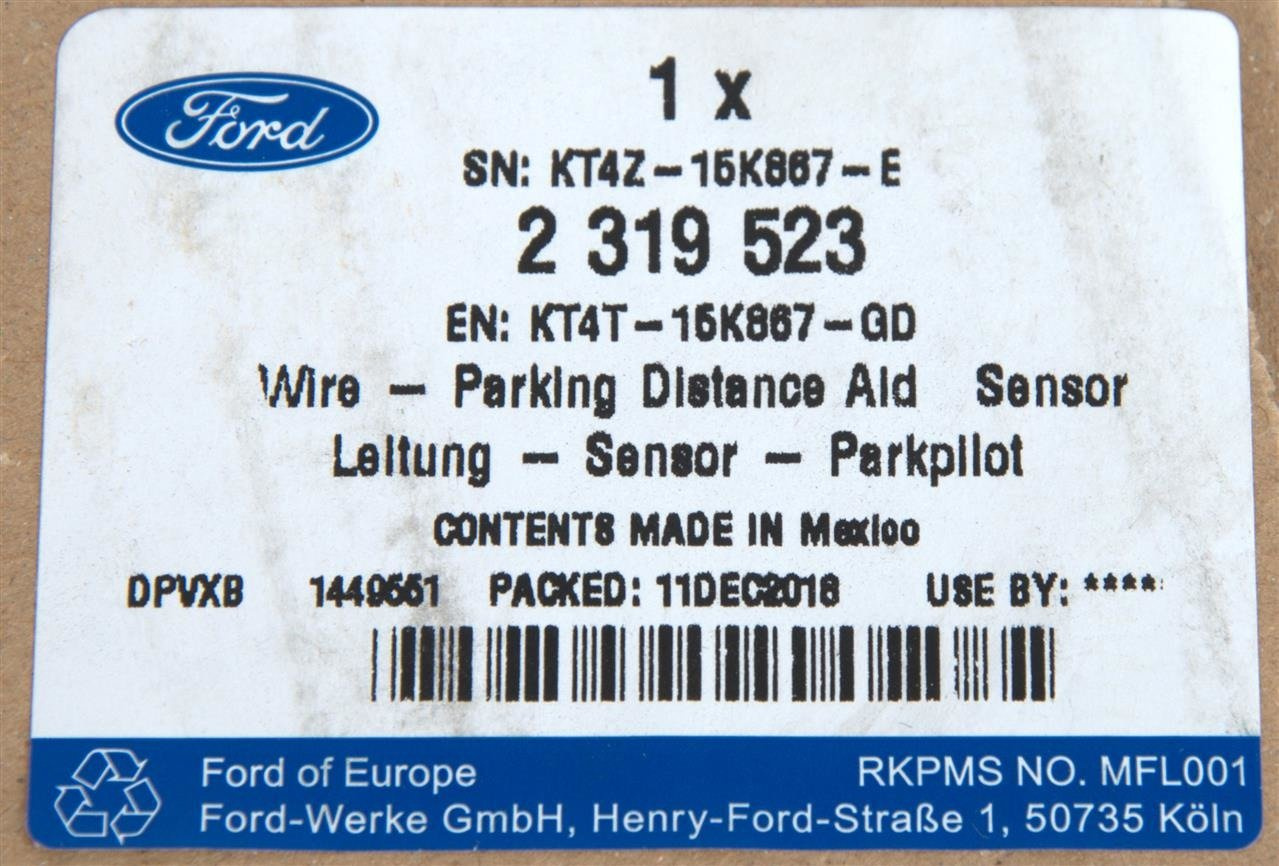 Ford
1 x
SN: KT4Z-15K867-E
2 319 523
EN: KT4T-15K867-GD
Wire - Parking Distance Aid Sensor
Leitung - Sensor - Parkpilot
CONTENTS MADE IN Mexico
DPVXB 1449551 PACKED: 11DEC2018 USE BY: ****
Ford of Europe RKPMS NO. MFL001
Ford-Werke GmbH, Henry-Ford-Straße 1, 50735 Köln